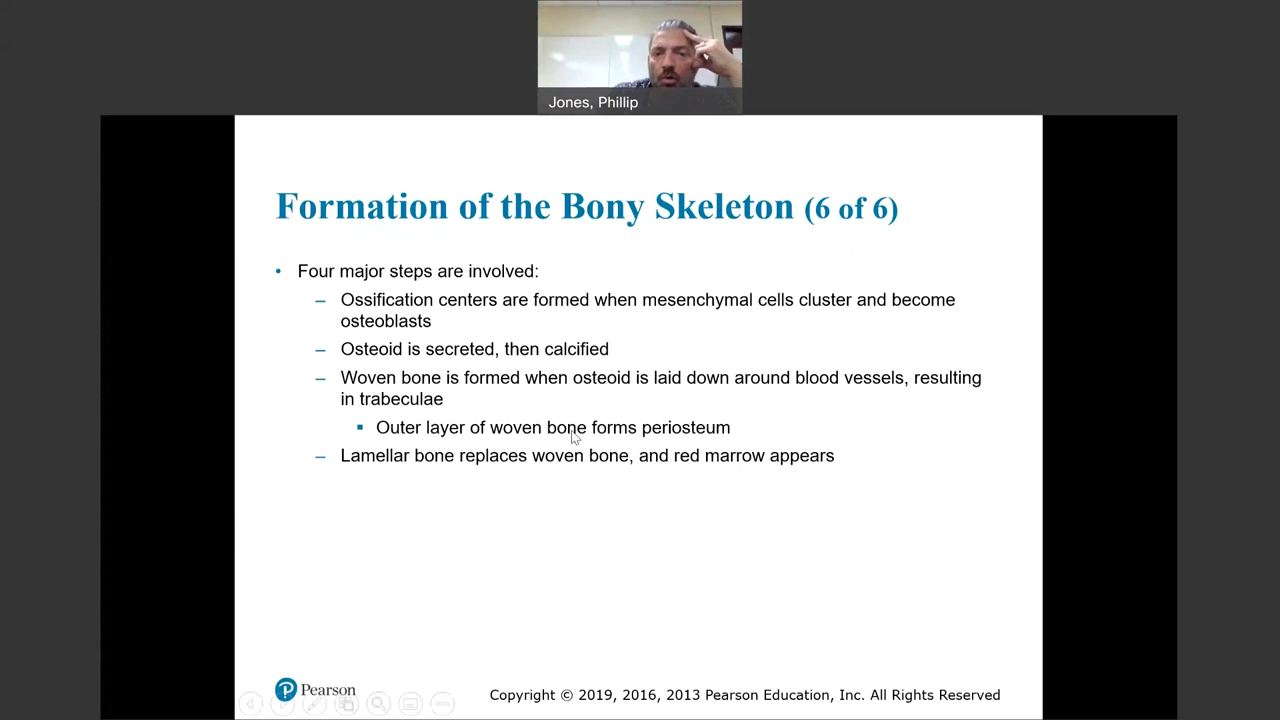 Jones, Phillip
Formation of the Bony Skeleton (6 of 6)
• Four major steps are involved:
– Ossification centers are formed when mesenchymal cells cluster and become
osteoblasts
– Osteoid is secreted, then calcified
– Woven bone is formed when osteoid is laid down around blood vessels, resulting
in trabeculae
▪ Outer layer of woven bone forms periosteum
– Lamellar bone replaces woven bone, and red marrow appears
P Pearson
Copyright © 2019, 2016, 2013 Pearson Education, Inc. All Rights Reserved